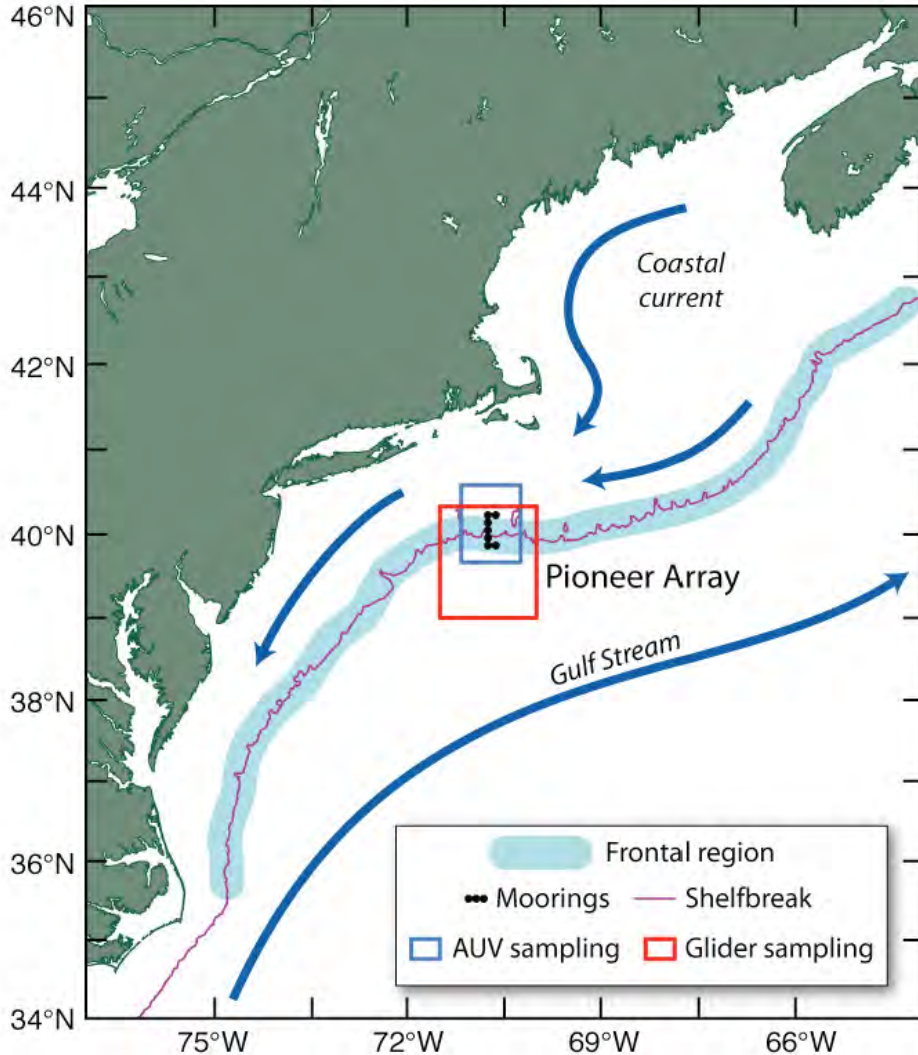 46°N
44°N
42°N
40°N
38°N
36°N
34°N
75°W
72°W
69°W
66°W
Coastal
current
Pioneer Array
Gulf Stream
Frontal region
Moorings
Shelfbreak
AUV sampling
Glider sampling